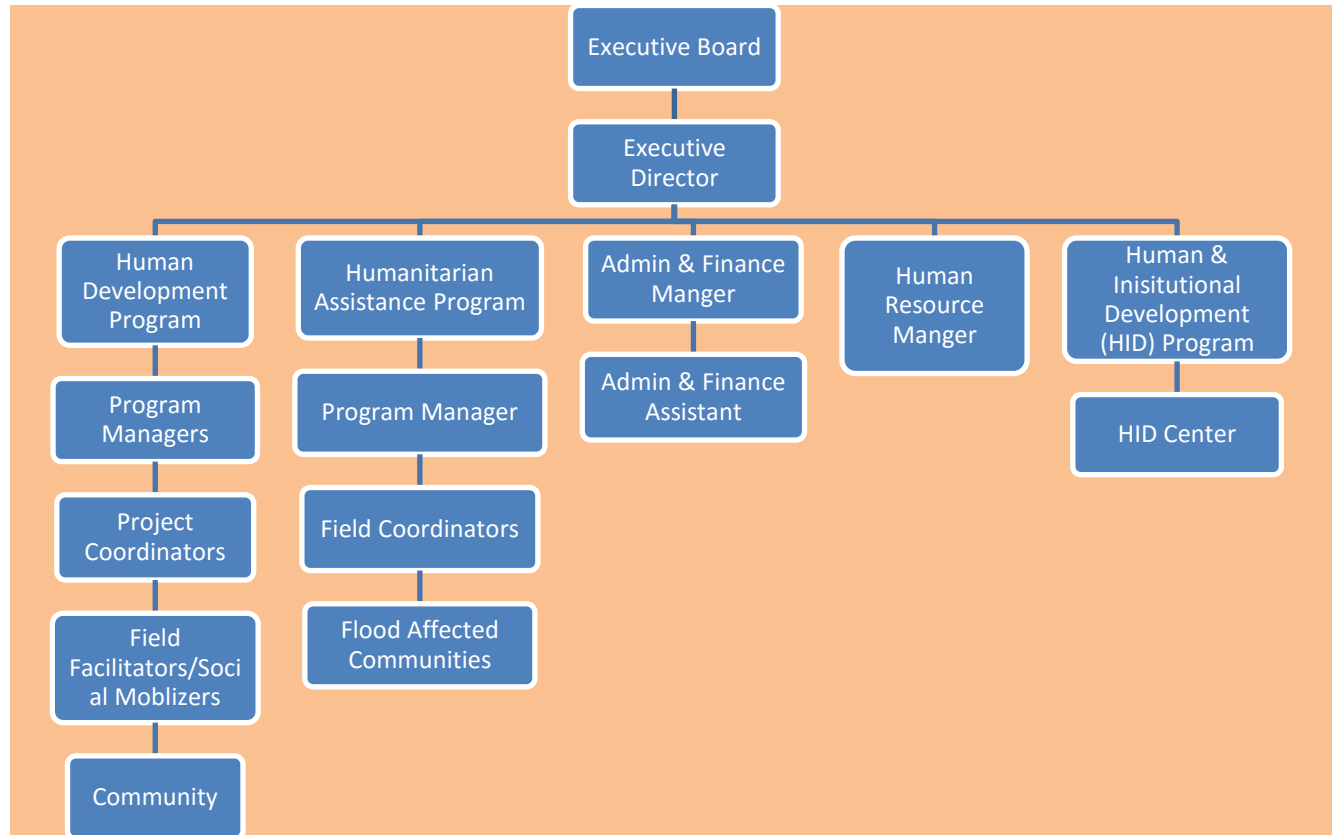 Executive Board
Executive
Director
Human
Development
Program
Humanitarian
Assistance Program
Admin & Finance
Manger
Human
Resource
Manger
Human &
Inisitutional
Development
(HID) Program
Program
Managers
Program Manager
Admin & Finance
Assistant
HID Center
Project
Coordinators
Field Coordinators
Field
Facilitators/Soci
al Moblizers
Flood Affected
Communities
Community